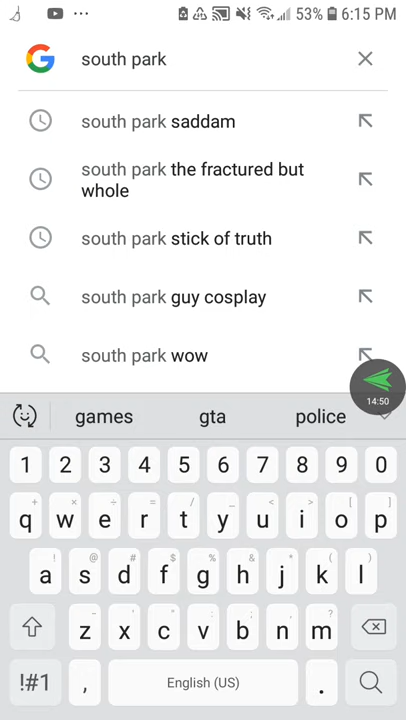 53% 6:15 PM
south park
south park saddam
south park the fractured but
whole
south park stick of truth
south park guy cosplay
south park wow
14:50
games gta police
1 2 3 4 5 6 7 8 9 0
+ × ÷ = / _ < > [ ]
q w e r t y u i o p
! @ # $ % ^ & * ( )
a s d f g h j k l
- ' " : ; , ?
z x c v b n m
!#1 , English (US) .